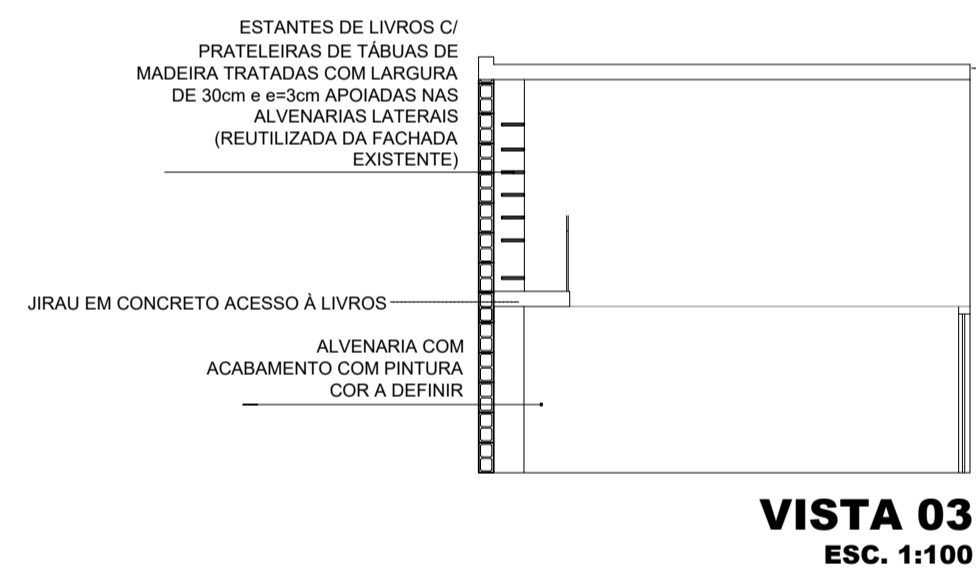 ESTANTES DE LIVROS C/
PRATELEIRAS DE TÁBUAS DE
MADEIRA TRATADAS COM LARGURA
DE 30cm e e=3cm APOIADAS NAS
ALVENARIAS LATERAIS
(REUTILIZADA DA FACHADA
EXISTENTE)
JIRAU EM CONCRETO ACESSO À LIVROS
ALVENARIA COM
ACABAMENTO COM PINTURA
COR A DEFINIR
VISTA 03
ESC. 1:100